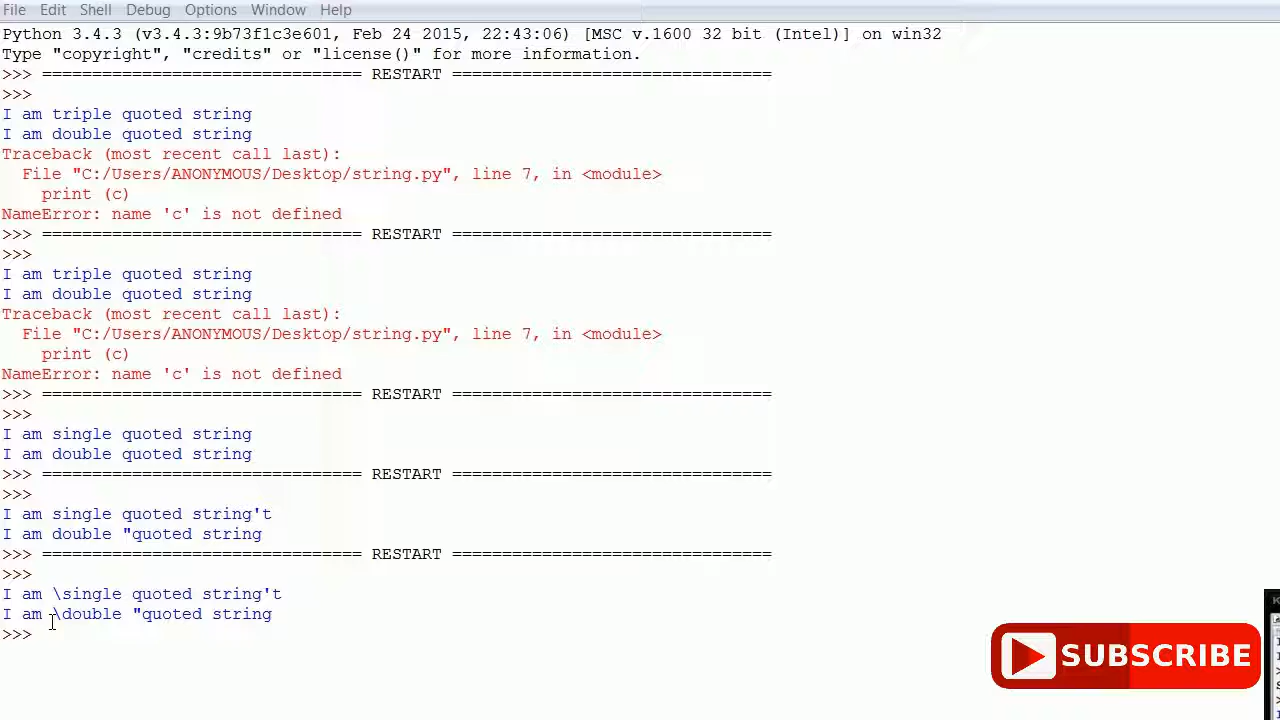 File Edit Shell Debug Options Window Help
Python 3.4.3 (v3.4.3:9b73f1c3e601, Feb 24 2015, 22:43:06) [MSC v.1600 32 bit (Intel)] on win32
Type "copyright", "credits" or "license()" for more information.
>>> ================================ RESTART ================================
>>>
I am triple quoted string
I am double quoted string
Traceback (most recent call last):
  File "C:/Users/ANONYMOUS/Desktop/string.py", line 7, in <module>
    print (c)
NameError: name 'c' is not defined
>>> ================================ RESTART ================================
>>>
I am triple quoted string
I am double quoted string
Traceback (most recent call last):
  File "C:/Users/ANONYMOUS/Desktop/string.py", line 7, in <module>
    print (c)
NameError: name 'c' is not defined
>>> ================================ RESTART ================================
>>>
I am single quoted string
I am double quoted string
>>> ================================ RESTART ================================
>>>
I am single quoted string't
I am double "quoted string
>>> ================================ RESTART ================================
>>>
I am \single quoted string't
I am \double "quoted string
>>>
SUBSCRIBE